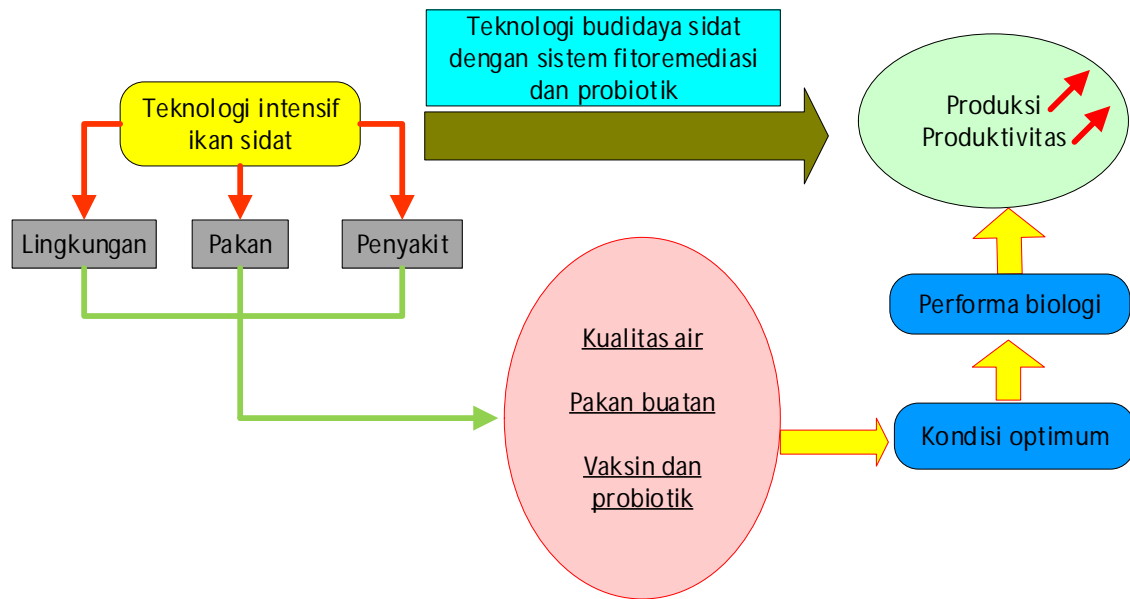 Teknologi budidaya sidat
dengan sistem fitoremediasi
dan probiotik
Teknologi intensif
ikan sidat
Produksi
Produktivitas
Lingkungan
Pakan
Penyakit
Performa biologi
Kualitas air
Pakan buatan
Vaksin dan
probiotik
Kondisi optimum